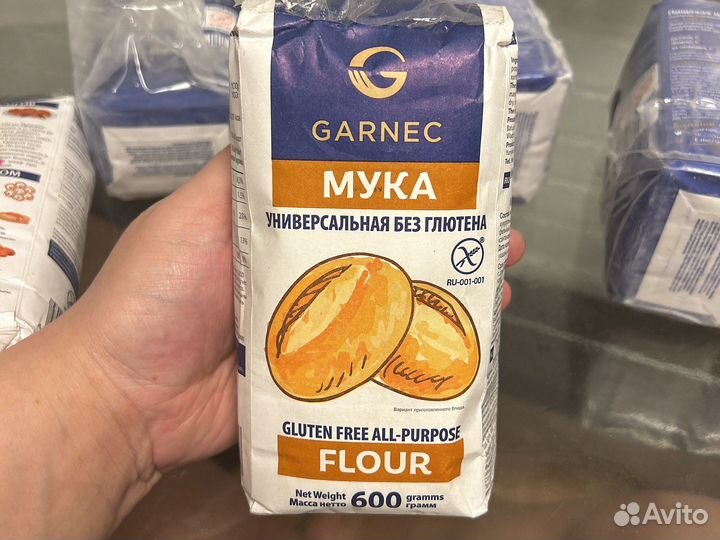 GARNEC
МУКА
УНИВЕРСАЛЬНАЯ БЕЗ ГЛЮТЕНА
RU-001-001
Вариант приготовленного блюда
GLUTEN FREE ALL-PURPOSE
FLOUR
Net Weight 600 gramms
Масса нетто грамм
Avito